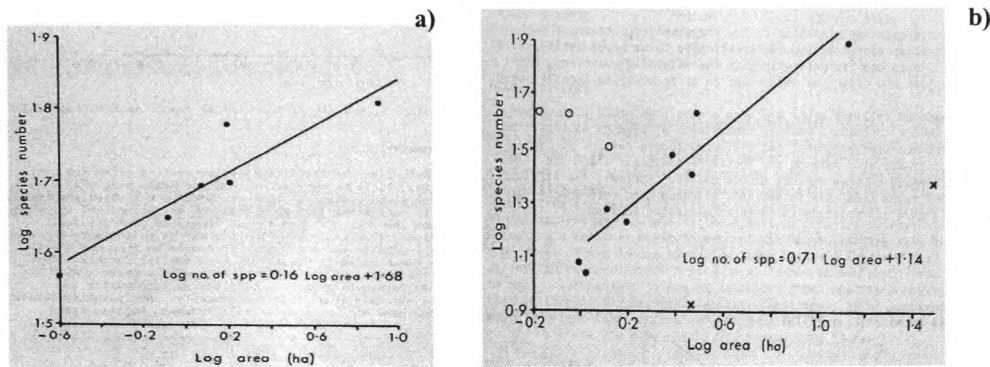 a)
1·9
1·8
1·7
1·6
1·5
Log species number
Log no. of spp = 0·16 Log area + 1·68
-0·6
-0·2
0·2
0·6
1·0
Log area (ha)
b)
1·9
1·7
1·5
1·3
1·1
0·9
Log species number
Log no. of spp = 0·71 Log area + 1·14
-0·2
0·2
0·6
1·0
1·4
Log area (ha)